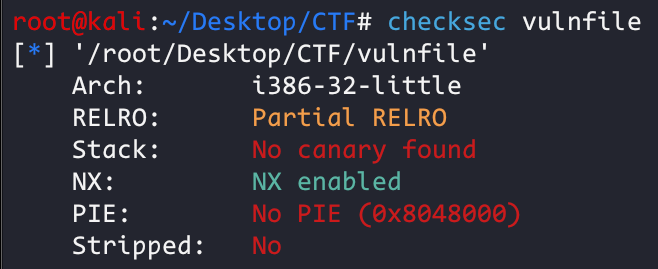 root@kali:~/Desktop/CTF# checksec vulnfile
[*] '/root/Desktop/CTF/vulnfile'
Arch: i386-32-little
RELRO: Partial RELRO
Stack: No canary found
NX: NX enabled
PIE: No PIE (0x8048000)
Stripped: No